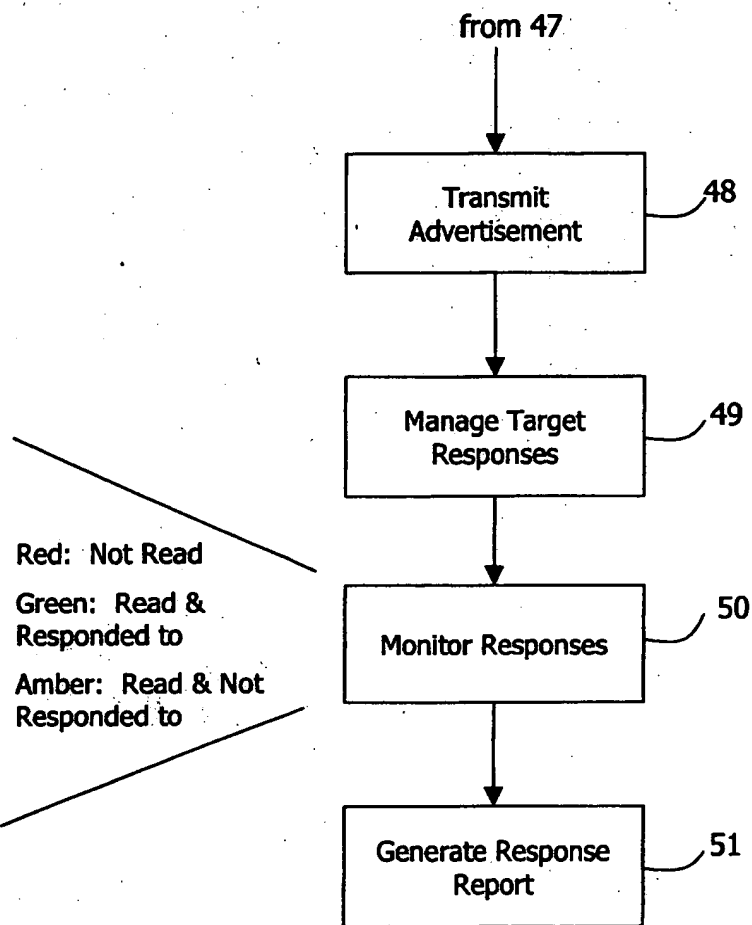 from 47
Transmit
Advertisement
48
Manage Target
Responses
49
Red: Not Read
Green: Read &
Responded to
Amber: Read & Not
Responded to
Monitor Responses
50
Generate Response
Report
51